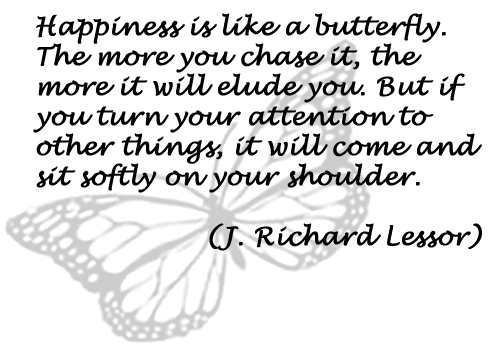 Happiness is like a butterfly.
The more you chase it, the
more it will elude you. But if
you turn your attention to
other things, it will come and
sit softly on your shoulder.
(J. Richard Lessor)